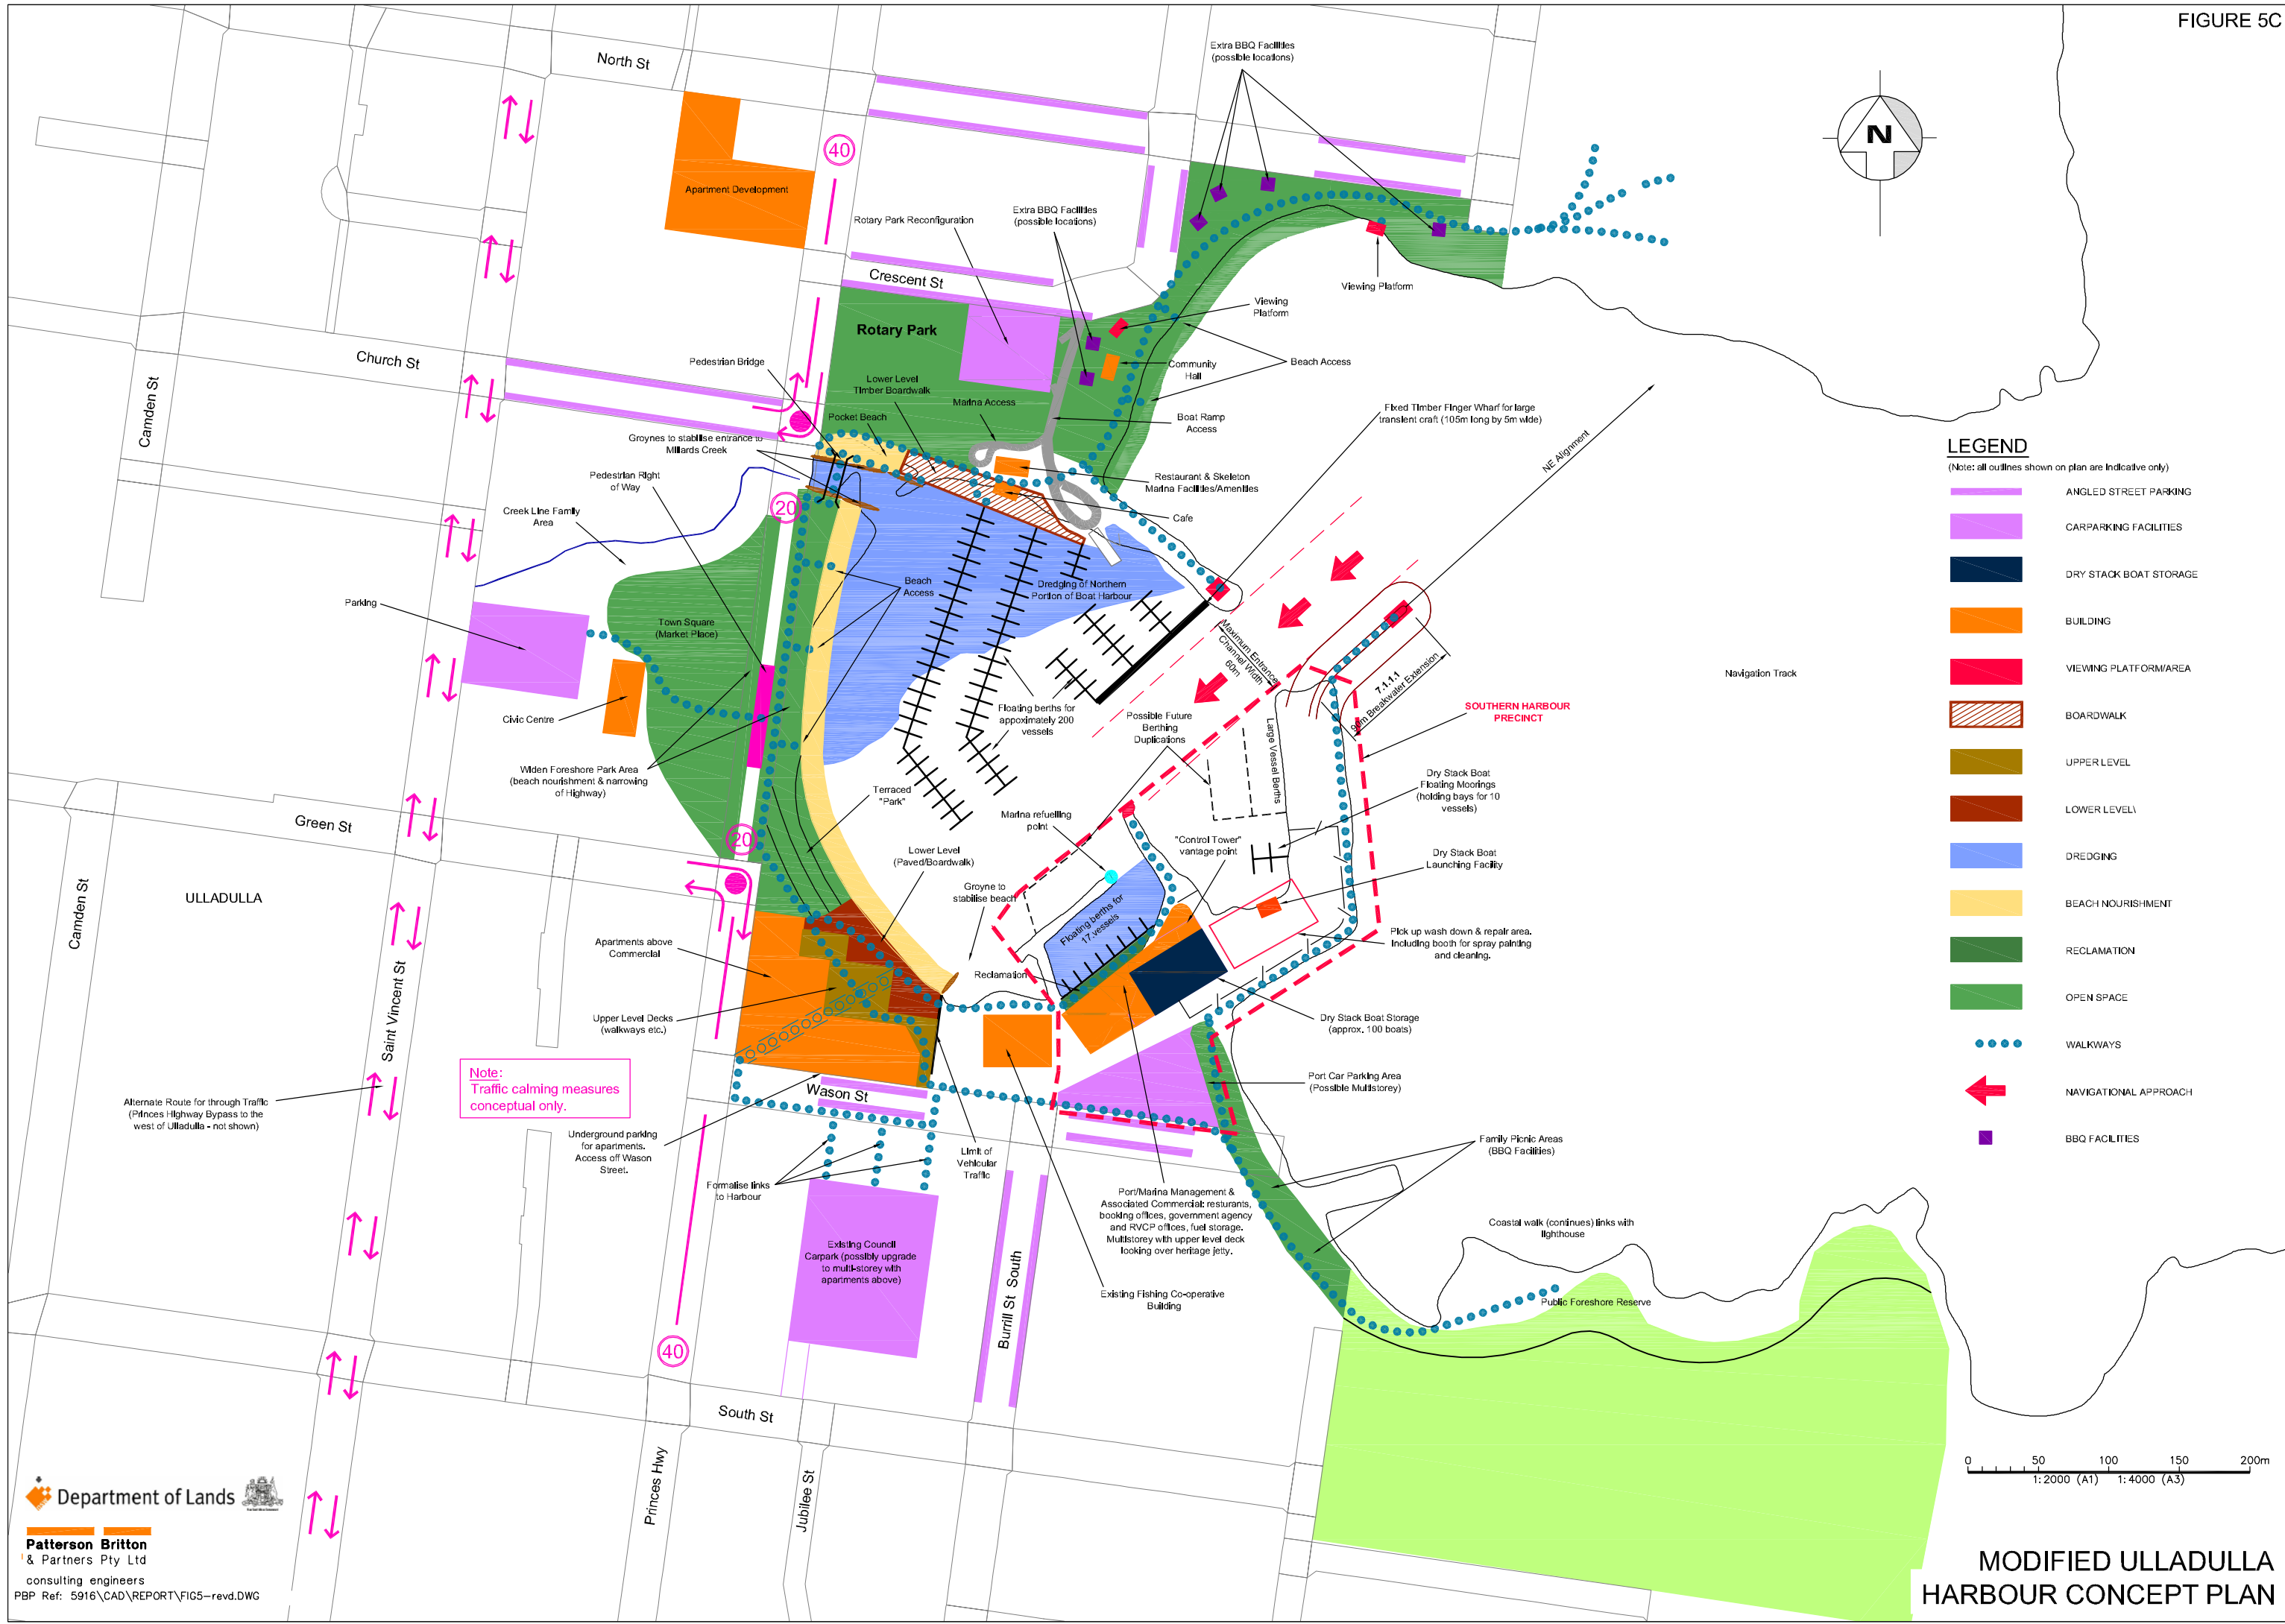 FIGURE 5C
North St
Extra BBQ Facilities
(possible locations)
N
40
Apartment Development
Rotary Park Reconfiguration
Extra BBQ Facilities
(possible locations)
Crescent St
Viewing Platform
Viewing
Platform
Rotary Park
Church St
Pedestrian Bridge
Community
Hall
Beach Access
Camden St
Lower Level
Timber Boardwalk
Marina Access
Pocket Beach
Boat Ramp
Access
Fixed Timber Finger Wharf for large
transient craft (105m long by 5m wide)
Groynes to stabilise entrance to
Millards Creek
NE Alignment
Pedestrian Right
of Way
Restaurant & Skeleton
Marina Facilities/Amenities
20
Creek Line Family
Area
Cafe
Beach
Access
Dredging of Northern
Portion of Boat Harbour
Parking
Town Square
(Market Place)
Maximum Entrance
Channel Width
60m
7.1.1.1
90m Breakwater Extension
Navigation Track
Civic Centre
Floating berths for
appoximately 200
vessels
Possible Future
Berthing
Duplications
Large Vessel Berths
SOUTHERN HARBOUR
PRECINCT
Widen Foreshore Park Area
(beach nourishment & narrowing
of Highway)
Terraced
"Park"
Dry Stack Boat
Floating Moorings
(holding bays for 10
vessels)
Green St
20
Marina refuelling
point
"Control Tower"
vantage point
Lower Level
(Paved/Boardwalk)
Dry Stack Boat
Launching Facility
Groyne to
stabilise beach
ULLADULLA
Camden St
Floating berths for
17 vessels
Apartments above
Commercial
Pick up wash down & repair area.
Including booth for spray painting
and cleaning.
Reclamation
Saint Vincent St
Upper Level Decks
(walkways etc.)
Dry Stack Boat Storage
(approx. 100 boats)
Note:
Traffic calming measures
conceptual only.
Wason St
Port Car Parking Area
(Possible Multistorey)
Alternate Route for through Traffic
(Princes Highway Bypass to the
west of Ulladulla - not shown)
Underground parking
for apartments.
Access off Wason
Street.
Limit of
Vehicular
Traffic
Family Picnic Areas
(BBQ Facilities)
Formalise links
to Harbour
Port/Marina Management &
Associated Commercial: resturants,
booking offices, government agency
and RVCP offices, fuel storage.
Multistorey with upper level deck
looking over heritage jetty.
Existing Council
Carpark (possibly upgrade
to multi-storey with
apartments above)
Burrill St South
Coastal walk (continues) links with
lighthouse
Existing Fishing Co-operative
Building
Public Foreshore Reserve
40
South St
Princes Hwy
Jubilee St
LEGEND
(Note: all outlines shown on plan are indicative only)
ANGLED STREET PARKING
CARPARKING FACILITIES
DRY STACK BOAT STORAGE
BUILDING
VIEWING PLATFORM/AREA
BOARDWALK
UPPER LEVEL
LOWER LEVEL\
DREDGING
BEACH NOURISHMENT
RECLAMATION
OPEN SPACE
WALKWAYS
NAVIGATIONAL APPROACH
BBQ FACILITIES
0 50 100 150 200m
1:2000 (A1) 1:4000 (A3)
Department of Lands
Patterson Britton
& Partners Pty Ltd
consulting engineers
PBP Ref: 5916\CAD\REPORT\FIG5-revd.DWG
MODIFIED ULLADULLA
HARBOUR CONCEPT PLAN